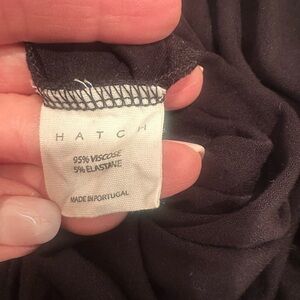 HATCH
95% VISCOSE
5% ELASTANE
MADE IN PORTUGAL